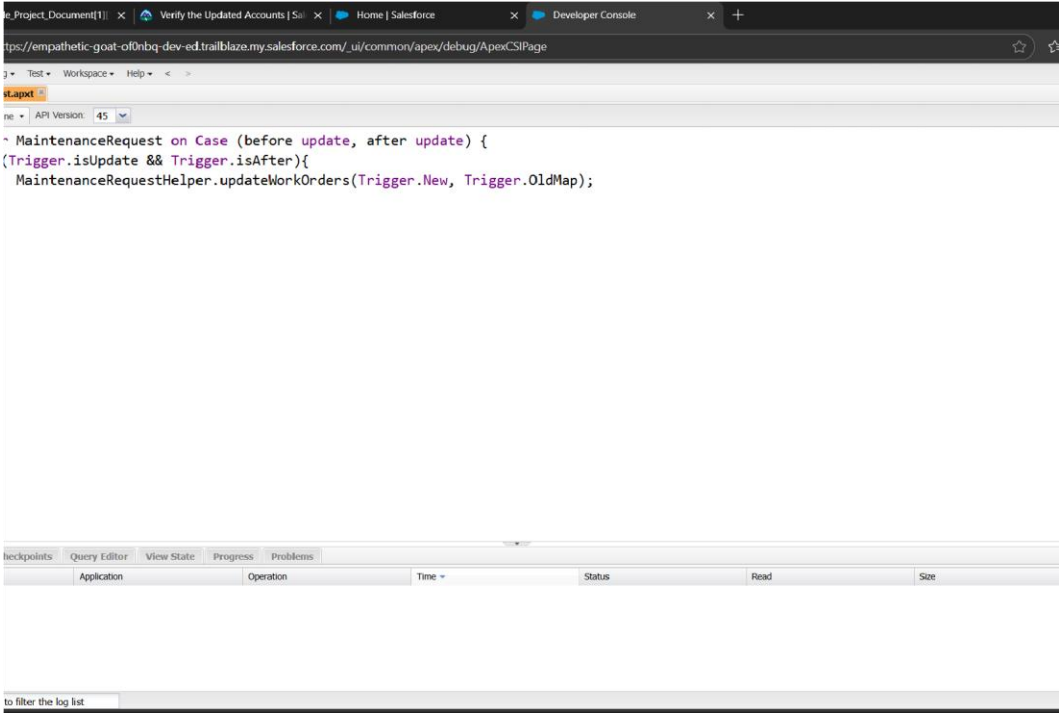 le_Project_Document[1] Verify the Updated Accounts | Sal Home | Salesforce Developer Console
ttps://empathetic-goat-of0nbq-dev-ed.trailblaze.my.salesforce.com/_ui/common/apex/debug/ApexCSIPage
g Test Workspace Help < >
st.apxt
ne API Version: 45
r MaintenanceRequest on Case (before update, after update) {
(Trigger.isUpdate && Trigger.isAfter){
MaintenanceRequestHelper.updateWorkOrders(Trigger.New, Trigger.OldMap);
heckpoints Query Editor View State Progress Problems
Application Operation Time Status Read Size
to filter the log list